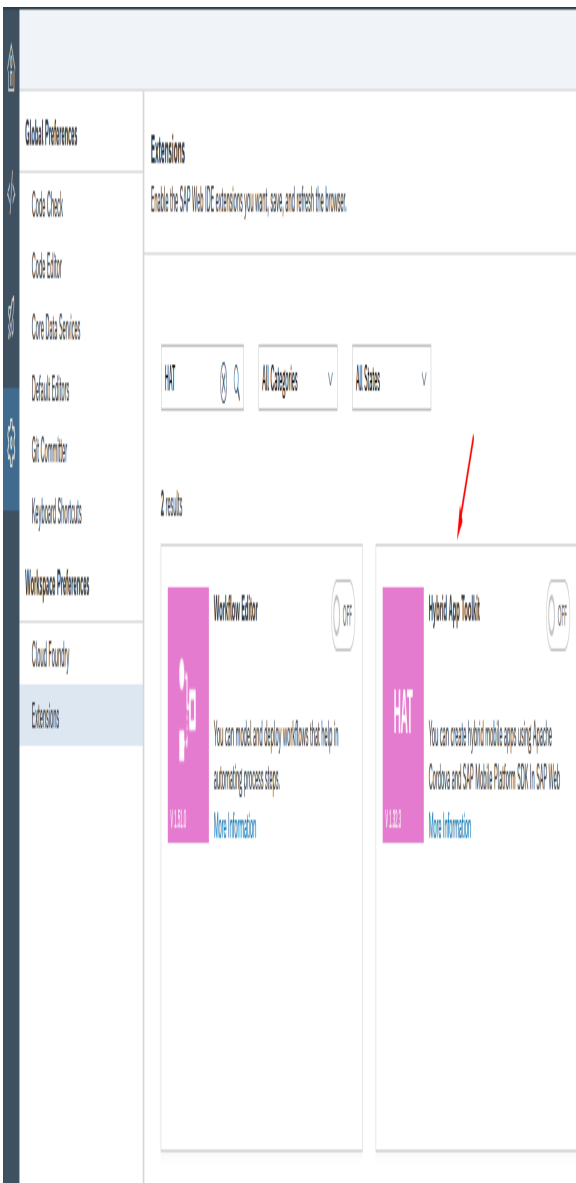 Global Preferences
Code Check
Code Editor
Core Data Services
Default Editors
Git Committer
Keyboard Shortcuts
Workspace Preferences
Cloud Foundry
Extensions
Extensions
Enable the SAP Web IDE extensions you want, save, and refresh the browser.
HAT
All Categories
All States
2 results
Workflow Editor
OFF
You can model and deploy workflows that help in
automating process steps.
More Information
V 1.51.0
Hybrid App Toolkit
OFF
HAT
You can create hybrid mobile apps using Apache
Cordova and SAP Mobile Platform SDK in SAP Web
More Information
V 1.32.3